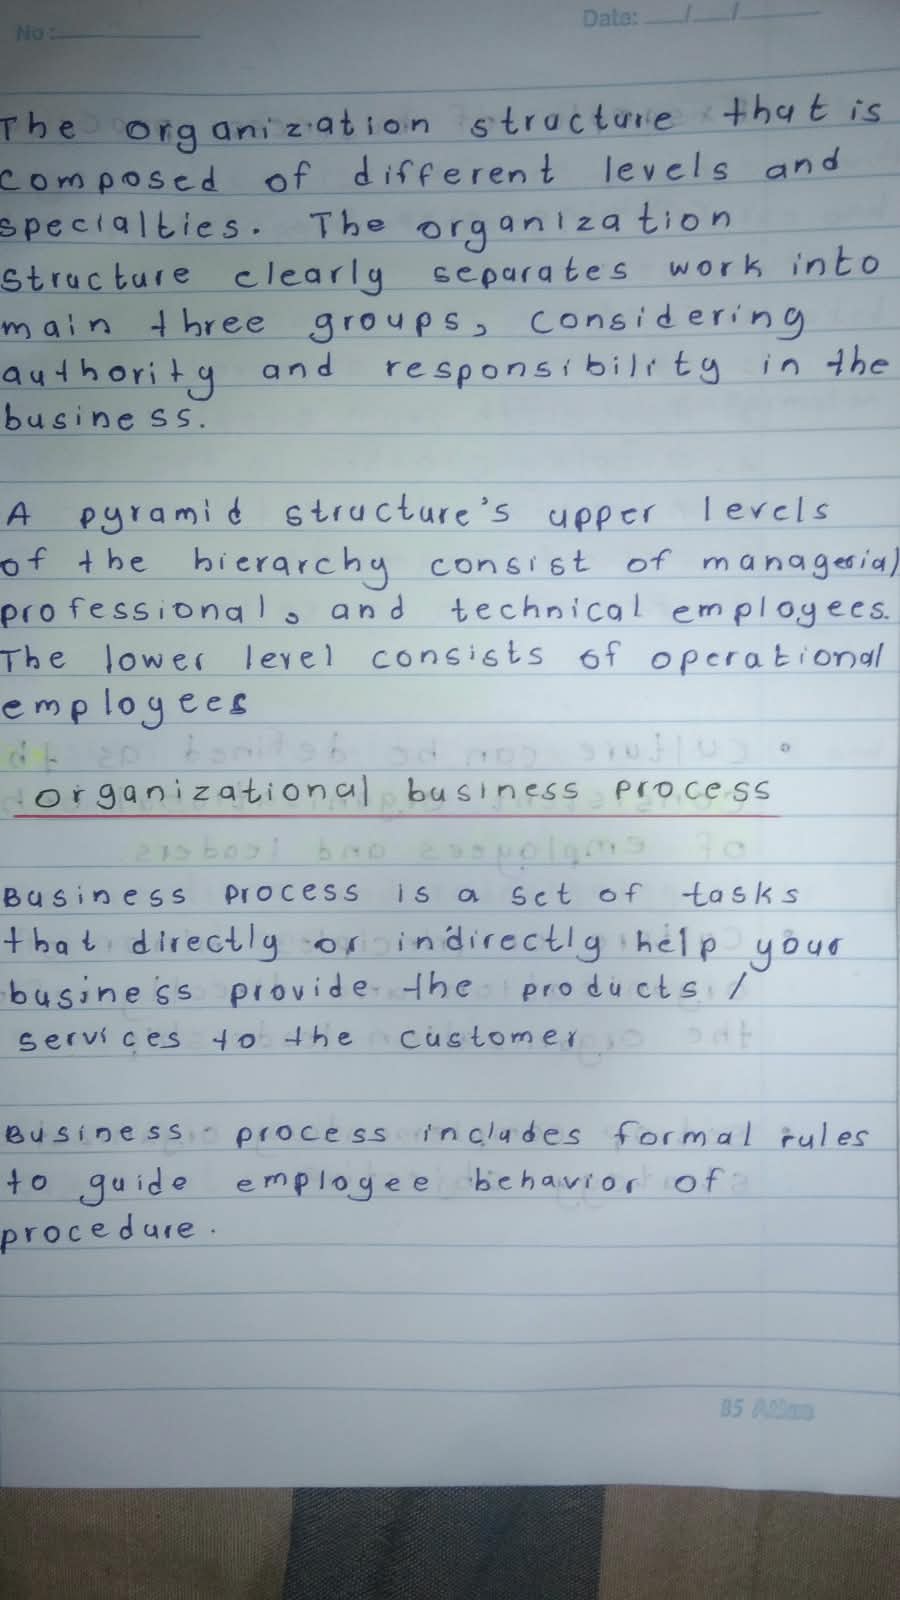 No:
Date: / /
The organization structure that is
composed of different levels and
specialties. The organization
structure clearly separates work into
main three groups, considering
authority and responsibility in the
business.
A pyramid structure's upper levels
of the hierarchy consist of managerial
professional, and technical employees.
The lower level consists of operational
employees
organizational business process
Business process is a set of tasks
that directly or indirectly help your
business provide the products /
services to the customer
Business process includes formal rules
to guide employee behavior of
procedure.
B5 Atlas